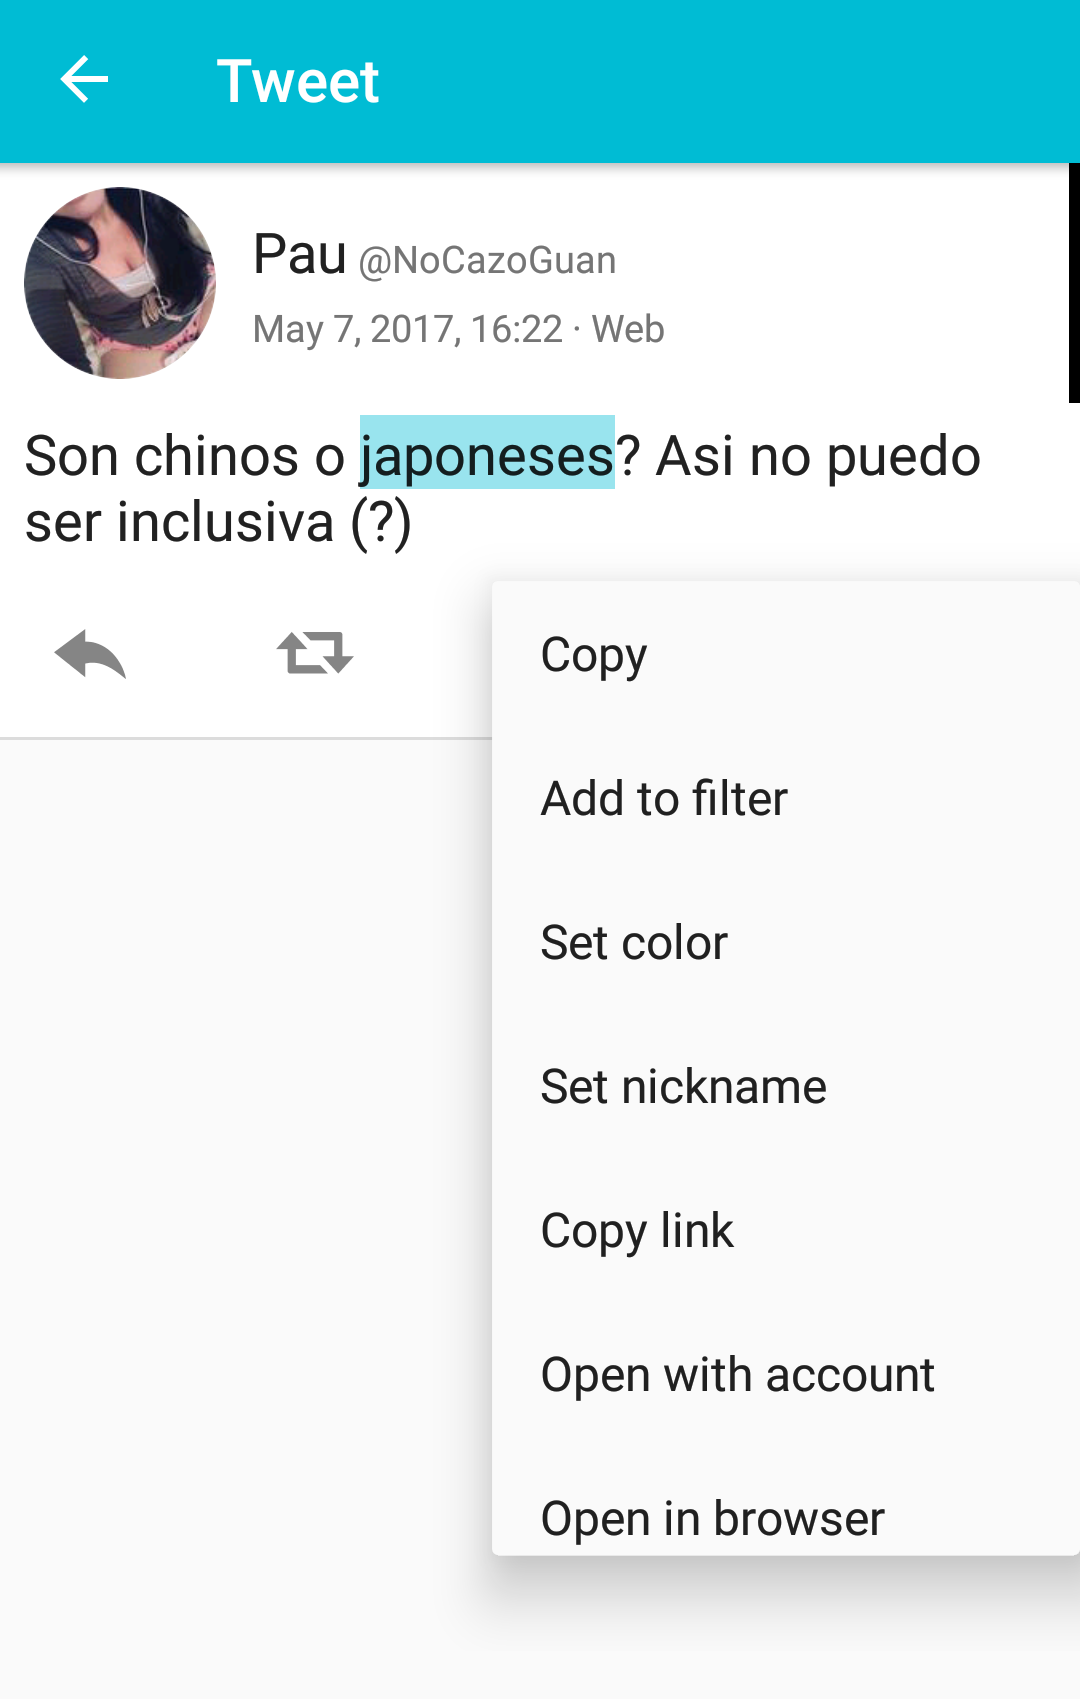 Tweet
Pau @NoCazoGuan
May 7, 2017, 16:22 · Web
Son chinos o japoneses? Asi no puedo
ser inclusiva (?)
Copy
Add to filter
Set color
Set nickname
Copy link
Open with account
Open in browser